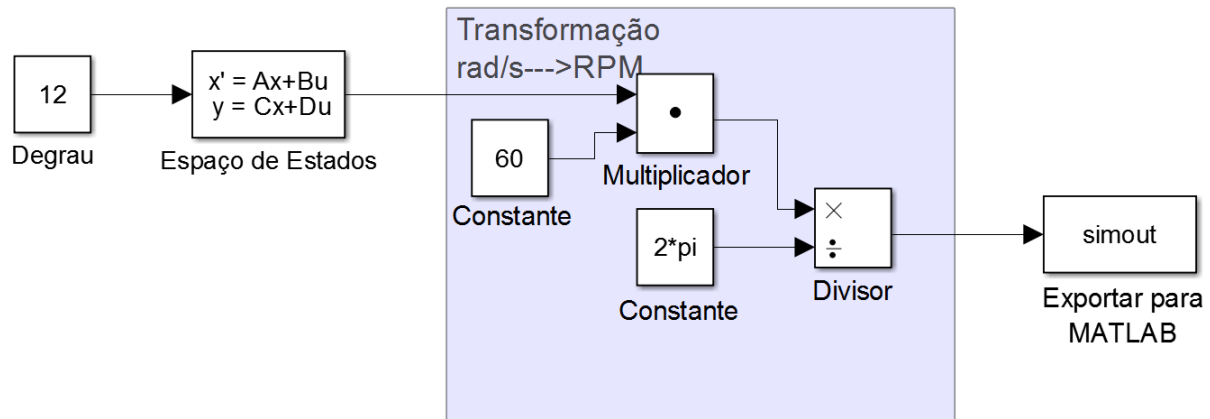 Transformação
rad/s--->RPM
12
Degrau
x' = Ax+Bu
y = Cx+Du
Espaço de Estados
60
Constante
Multiplicador
2*pi
Constante
×
÷
Divisor
simout
Exportar para
MATLAB